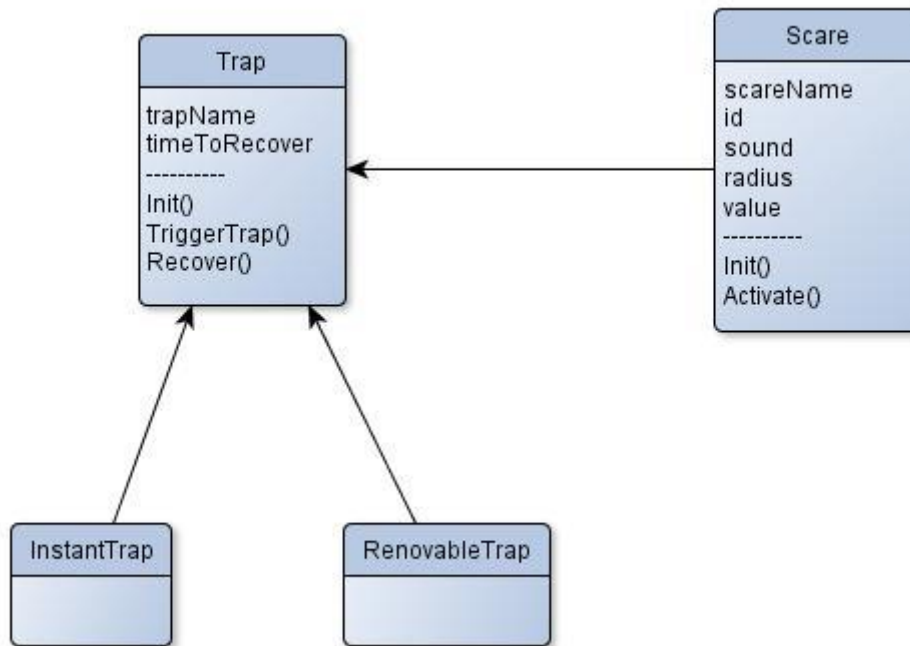 Trap
trapName
timeToRecover
----------
Init()
TriggerTrap()
Recover()
Scare
scareName
id
sound
radius
value
----------
Init()
Activate()
InstantTrap
RenovableTrap